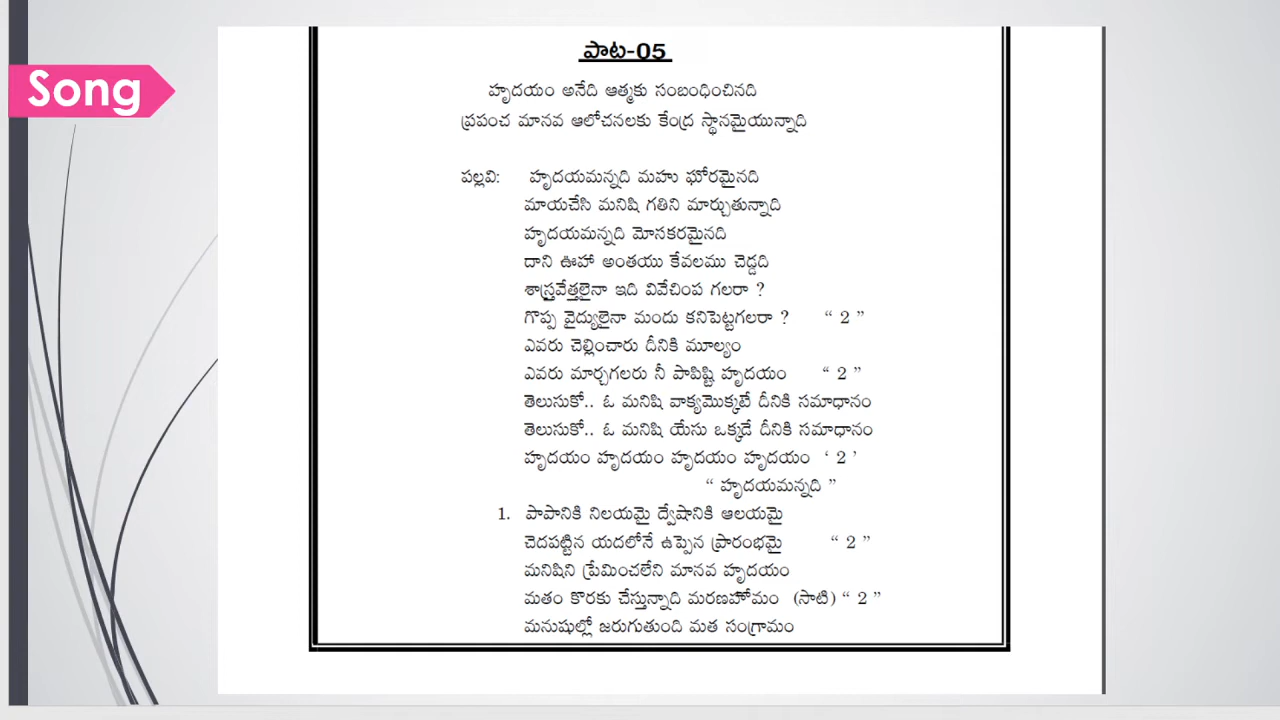 Song
పాట-05
హృదయం అనేది ఆత్మకు సంబంధించినది
ప్రపంచ మానవ ఆలోచనలకు కేంద్ర స్థానమైయున్నాది
పల్లవి: హృదయమన్నది మహు ఘోరమైనది
మాయచేసి మనిషి గతిని మార్చుతున్నాది
హృదయమన్నది మోసకరమైనది
దాని ఊహా అంతయు కేవలము చెడ్డది
శాస్త్రవేత్తలైనా ఇది వివేచింప గలరా ?
గొప్ప వైద్యులైనా మందు కనిపెట్టగలరా ? “ 2 ”
ఎవరు చెల్లించారు దీనికి మూల్యం
ఎవరు మార్చగలరు నీ పాపిష్టి హృదయం “ 2 ”
తెలుసుకో.. ఓ మనిషి వాక్యమొక్కటే దీనికి సమాధానం
తెలుసుకో.. ఓ మనిషి యేసు ఒక్కడే దీనికి సమాధానం
హృదయం హృదయం హృదయం హృదయం ‘ 2 ’
“ హృదయమన్నది ”
1. పాపానికి నిలయమై ద్వేషానికి ఆలయమై
చెదపట్టిన యదలోనే ఉప్పెన ప్రారంభమై “ 2 ”
మనిషిని ప్రేమించలేని మానవ హృదయం
మతం కొరకు చేస్తున్నాది మరణహోమం (సాటి) “ 2 ”
మనుషుల్లో జరుగుతుంది మత సంగ్రామం